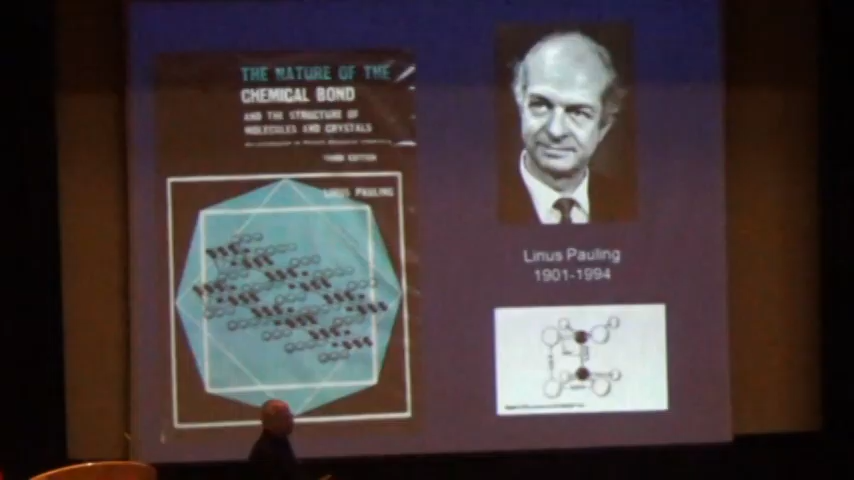 THE NATURE OF THE
CHEMICAL BOND
AND THE STRUCTURE OF
MOLECULES AND CRYSTALS
THIRD EDITION
LINUS PAULING
Linus Pauling
1901-1994